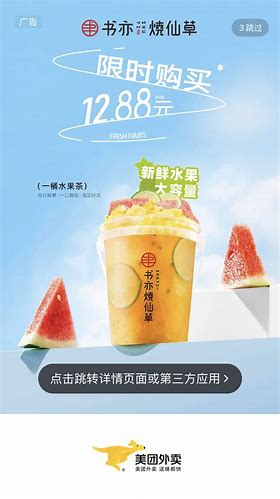 广告
书亦燒仙草
3 跳过
限时购买
12.88元
FRESH FRUITS
新鲜水果
大容量
(一桶水果茶)
书亦燒仙草
点击跳转详情页面或第三方应用 >
美团外卖
美团外卖 送啥都快